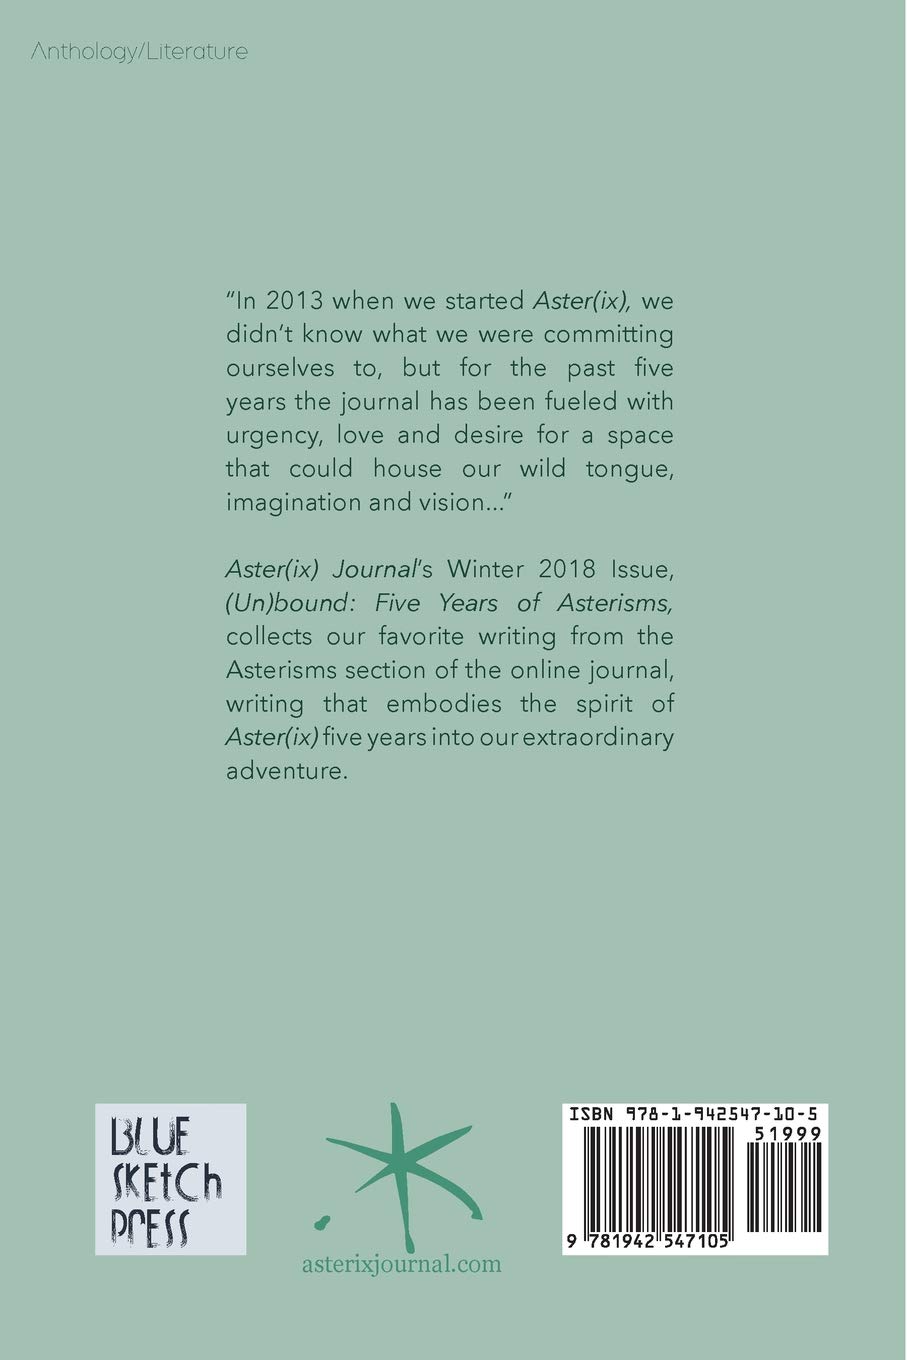 Anthology/Literature
“In 2013 when we started Aster(ix), we
didn’t know what we were committing
ourselves to, but for the past five
years the journal has been fueled with
urgency, love and desire for a space
that could house our wild tongue,
imagination and vision...”
Aster(ix) Journal’s Winter 2018 Issue,
(Un)bound: Five Years of Asterisms,
collects our favorite writing from the
Asterisms section of the online journal,
writing that embodies the spirit of
Aster(ix) five years into our extraordinary
adventure.
BLUE
SKEtCh
PRESS
asterixjournal.com
ISBN 978-1-942547-10-5
51999
9 781942 547105